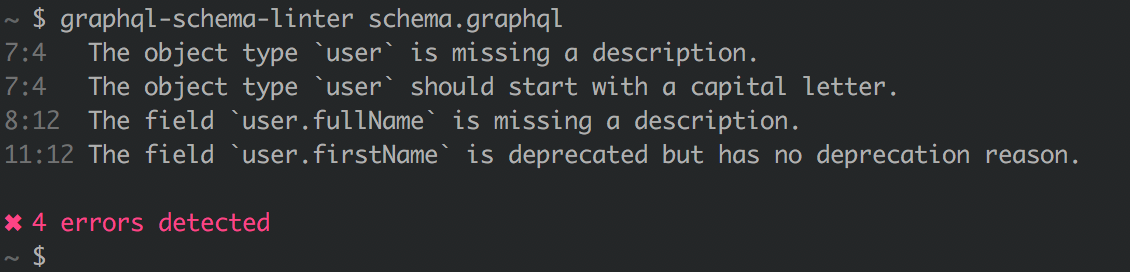 ~ $ graphql-schema-linter schema.graphql
7:4   The object type `user` is missing a description.
7:4   The object type `user` should start with a capital letter.
8:12  The field `user.fullName` is missing a description.
11:12 The field `user.firstName` is deprecated but has no deprecation reason.
✖ 4 errors detected
~ $